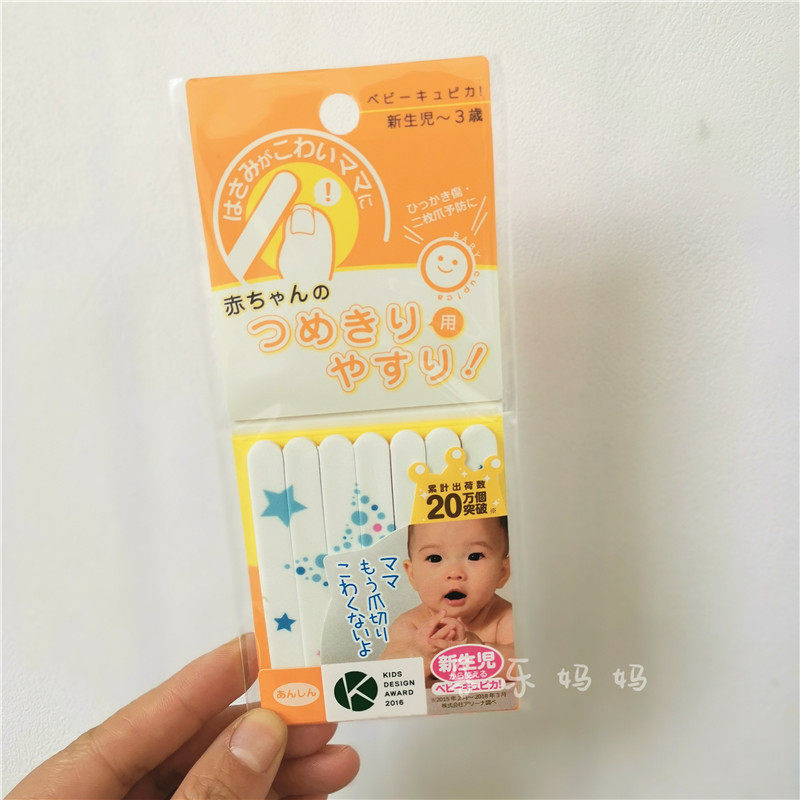 ベビーキュピカ!
新生児〜3歳
はさみがこわいママに
!
ひっかき傷・
二枚爪予防に
BABY cupica
赤ちゃんの
つめきり用
やすり!
累計出荷数
20万個
突破※
ママ
もう爪切り
こわくないよ
あんしん
KIDS
DESIGN
AWARD
2016
新生児
から使える
ベビーキュピカ!
株式会社アリーナ調べ
乐妈妈